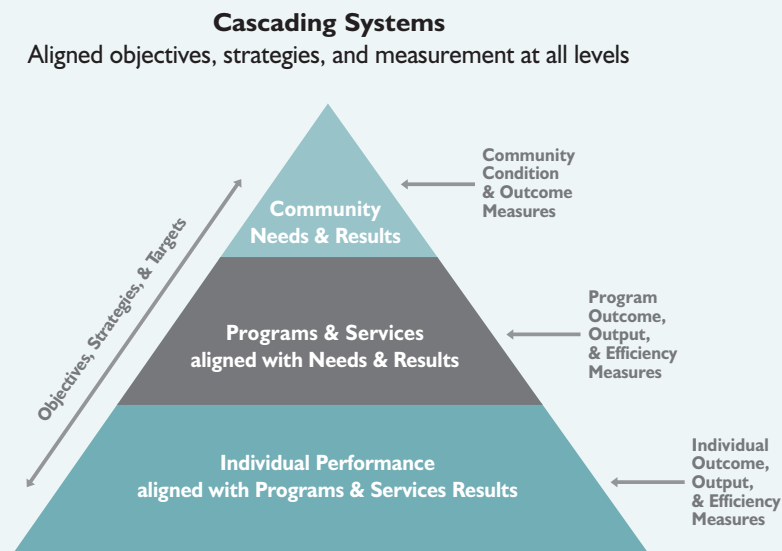 Cascading Systems
Aligned objectives, strategies, and measurement at all levels
Community
Condition
& Outcome
Measures
Community
Needs & Results
Objectives, Strategies, & Targets
Program
Outcome,
Output,
& Efficiency
Measures
Programs & Services
aligned with Needs & Results
Individual
Outcome,
Output,
& Efficiency
Measures
Individual Performance
aligned with Programs & Services Results